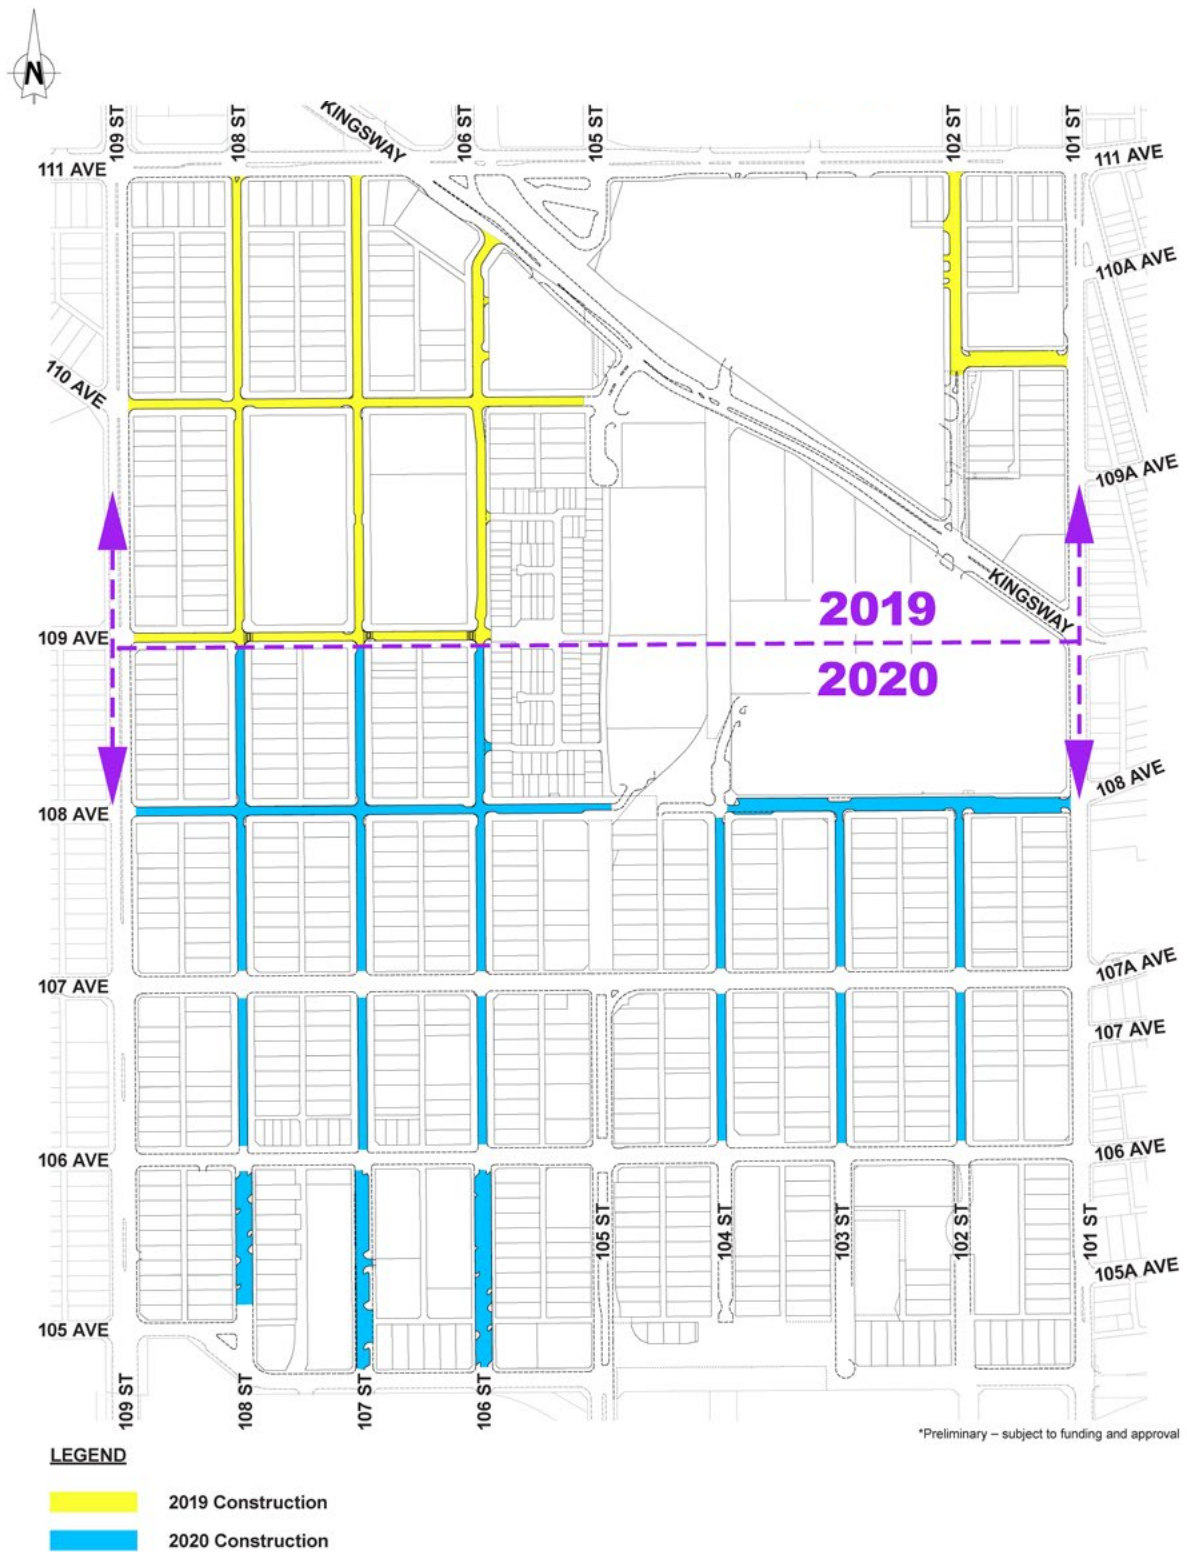 N
109 ST
108 ST
KINGSWAY
106 ST
105 ST
102 ST
101 ST
111 AVE
111 AVE
110A AVE
110 AVE
109A AVE
KINGSWAY
2019
109 AVE
2020
108 AVE
108 AVE
107A AVE
107 AVE
107 AVE
106 AVE
106 AVE
105 ST
104 ST
103 ST
102 ST
101 ST
105A AVE
105 AVE
109 ST
108 ST
107 ST
106 ST
*Preliminary – subject to funding and approval
LEGEND
2019 Construction
2020 Construction